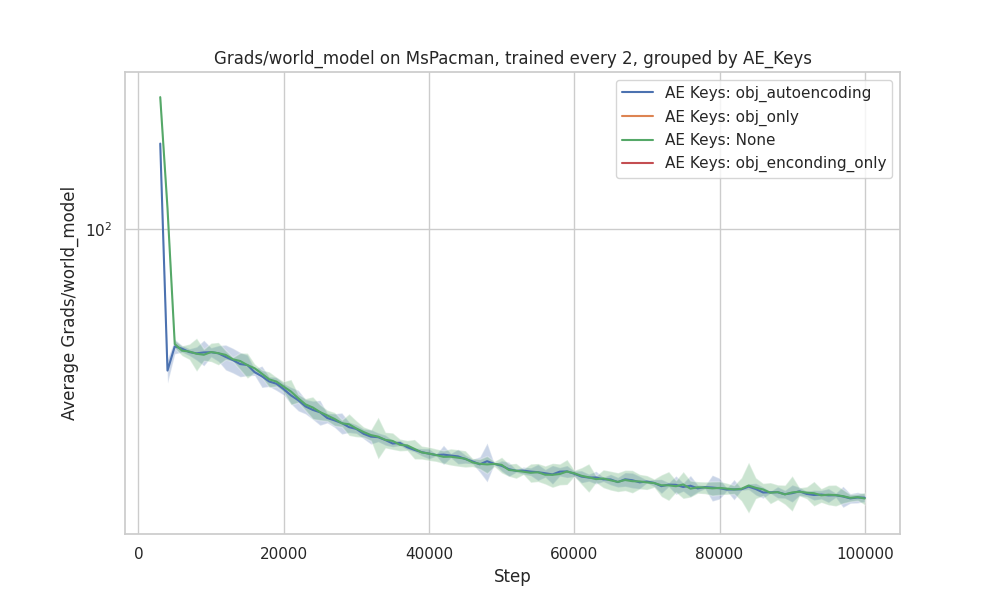 Grads/world_model on MsPacman, trained every 2, grouped by AE_Keys
AE Keys: obj_autoencoding
AE Keys: obj_only
AE Keys: None
AE Keys: obj_enconding_only
Average Grads/world_model
10²
0
20000
40000
60000
80000
100000
Step